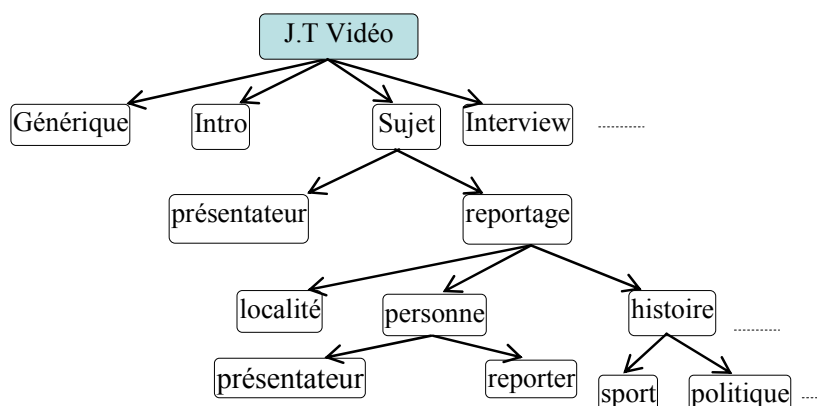 J.T Vidéo
Générique
Intro
Sujet
Interview
présentateur
reportage
localité
personne
histoire
présentateur
reporter
sport
politique